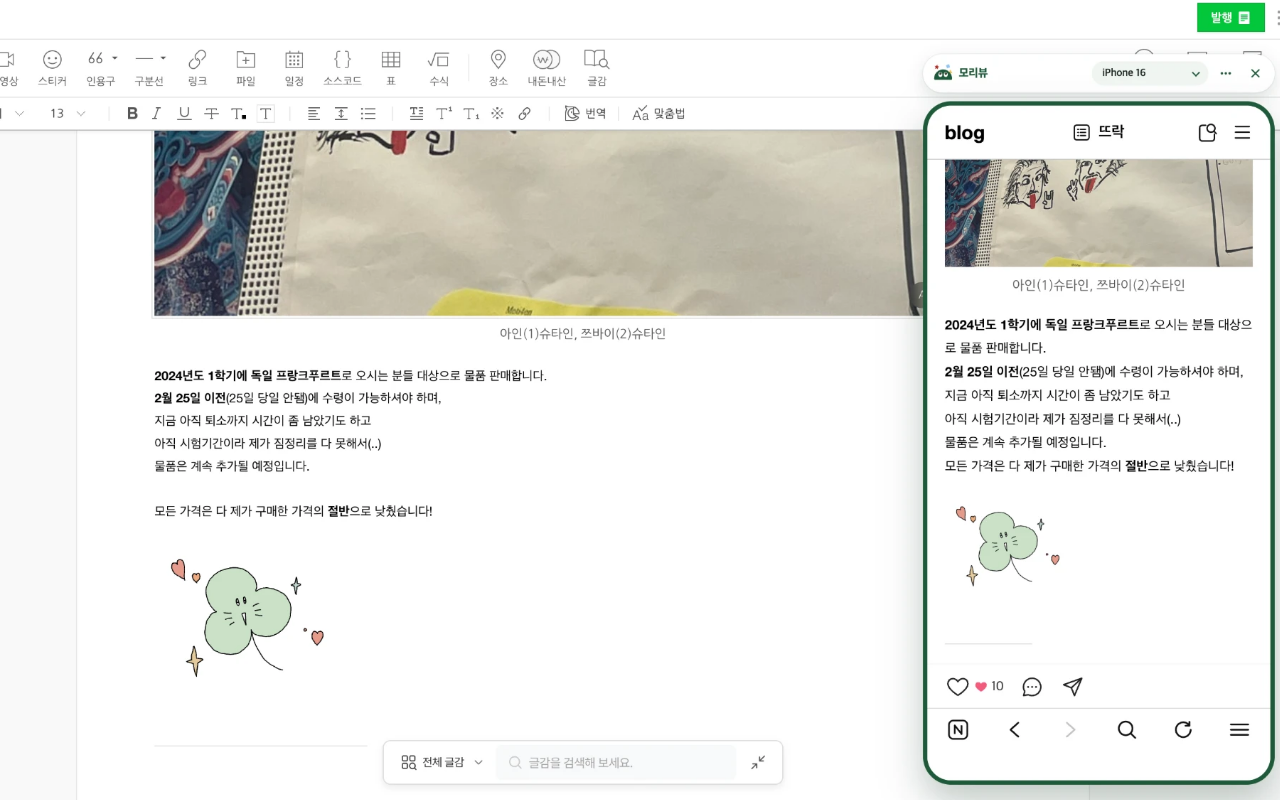 발행
영상
스티커
66
인용구
구분선
링크
파일
일정
{ } 소스코드
표
수식
장소
내돈내산
글감
13
B I U T T. T
T¹ T₁ ※
번역
맞춤법
모리뷰
iPhone 16
blog
뜨락
아인(1)슈타인, 쯔바이(2)슈타인
2024년도 1학기에 독일 프랑크푸르트로 오시는 분들 대상으로 물품 판매합니다.
2월 25일 이전(25일 당일 안됌)에 수령이 가능하셔야 하며,
지금 아직 퇴소까지 시간이 좀 남았기도 하고
아직 시험기간이라 제가 짐정리를 다 못해서(..)
물품은 계속 추가될 예정입니다.
모든 가격은 다 제가 구매한 가격의 절반으로 낮췄습니다!
전체 글감
글감을 검색해 보세요.
아인(1)슈타인, 쯔바이(2)슈타인
2024년도 1학기에 독일 프랑크푸르트로 오시는 분들 대상으
로 물품 판매합니다.
2월 25일 이전(25일 당일 안됌)에 수령이 가능하셔야 하며,
지금 아직 퇴소까지 시간이 좀 남았기도 하고
아직 시험기간이라 제가 짐정리를 다 못해서(..)
물품은 계속 추가될 예정입니다.
모든 가격은 다 제가 구매한 가격의 절반으로 낮췄습니다!
10
N